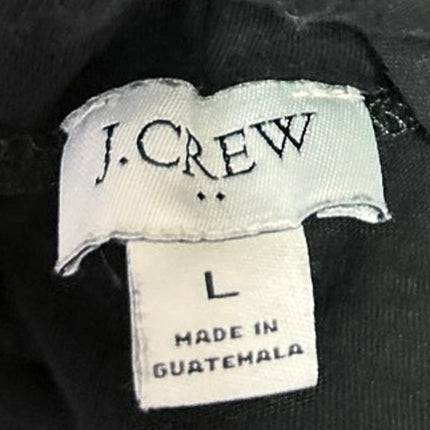 J.CREW
..
L
MADE IN
GUATEMALA